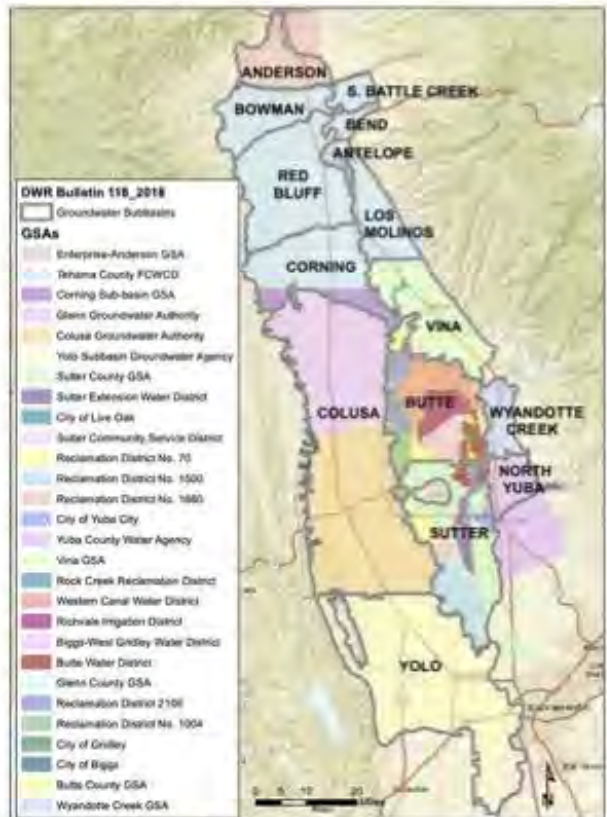 ANDERSON
S. BATTLE CREEK
BOWMAN
BEND
ANTELOPE
RED
BLUFF
LOS
MOLINOS
CORNING
VINA
BUTTE
COLUSA
WYANDOTTE
CREEK
NORTH
YUBA
SUTTER
YOLO
DWR Bulletin 118_2018
Groundwater Subbasins
GSAs
Enterprise-Anderson GSA
Tehama County FCWCD
Corning Sub-basin GSA
Glenn Groundwater Authority
Colusa Groundwater Authority
Yolo Subbasin Groundwater Agency
Sutter County GSA
Sutter Extension Water District
City of Live Oak
Sutter Community Service District
Reclamation District No. 70
Reclamation District No. 1500
Reclamation District No. 1660
City of Yuba City
Yuba County Water Agency
Vina GSA
Rock Creek Reclamation District
Western Canal Water District
Richvale Irrigation District
Biggs-West Gridley Water District
Butte Water District
Glenn County GSA
Reclamation District 2106
Reclamation District No. 1004
City of Gridley
City of Biggs
Butte County GSA
Wyandotte Creek GSA
0 5 10 20
Miles
N